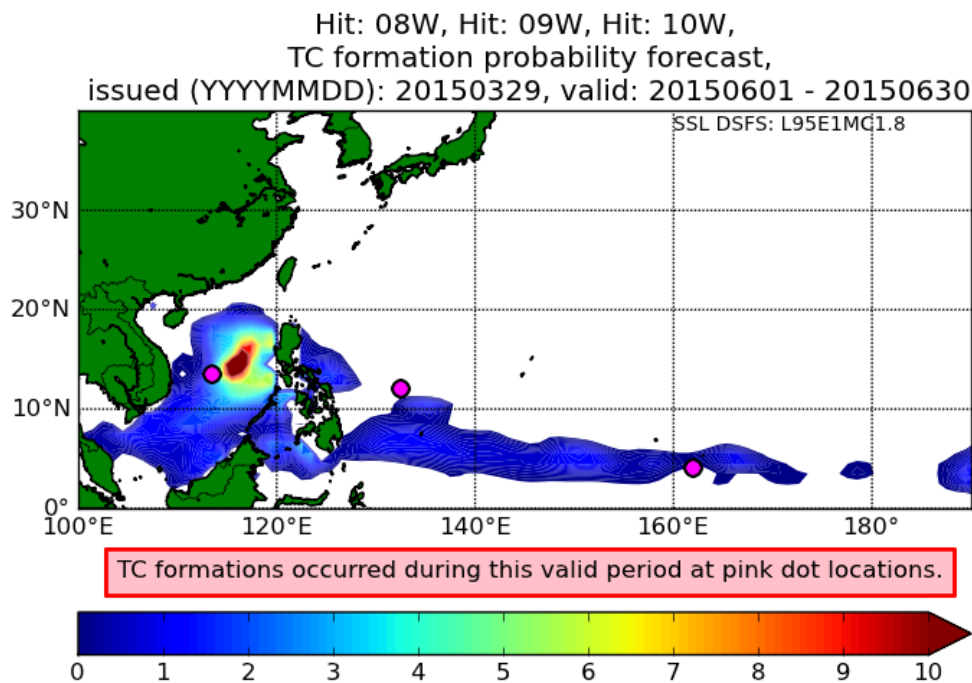 Hit: 08W, Hit: 09W, Hit: 10W,
TC formation probability forecast,
issued (YYYYMMDD): 20150329, valid: 20150601 - 20150630
SSL DSFS: L95E1MC1.8
30°N
20°N
10°N
0°
100°E 120°E 140°E 160°E 180°
TC formations occurred during this valid period at pink dot locations.
0 1 2 3 4 5 6 7 8 9 10